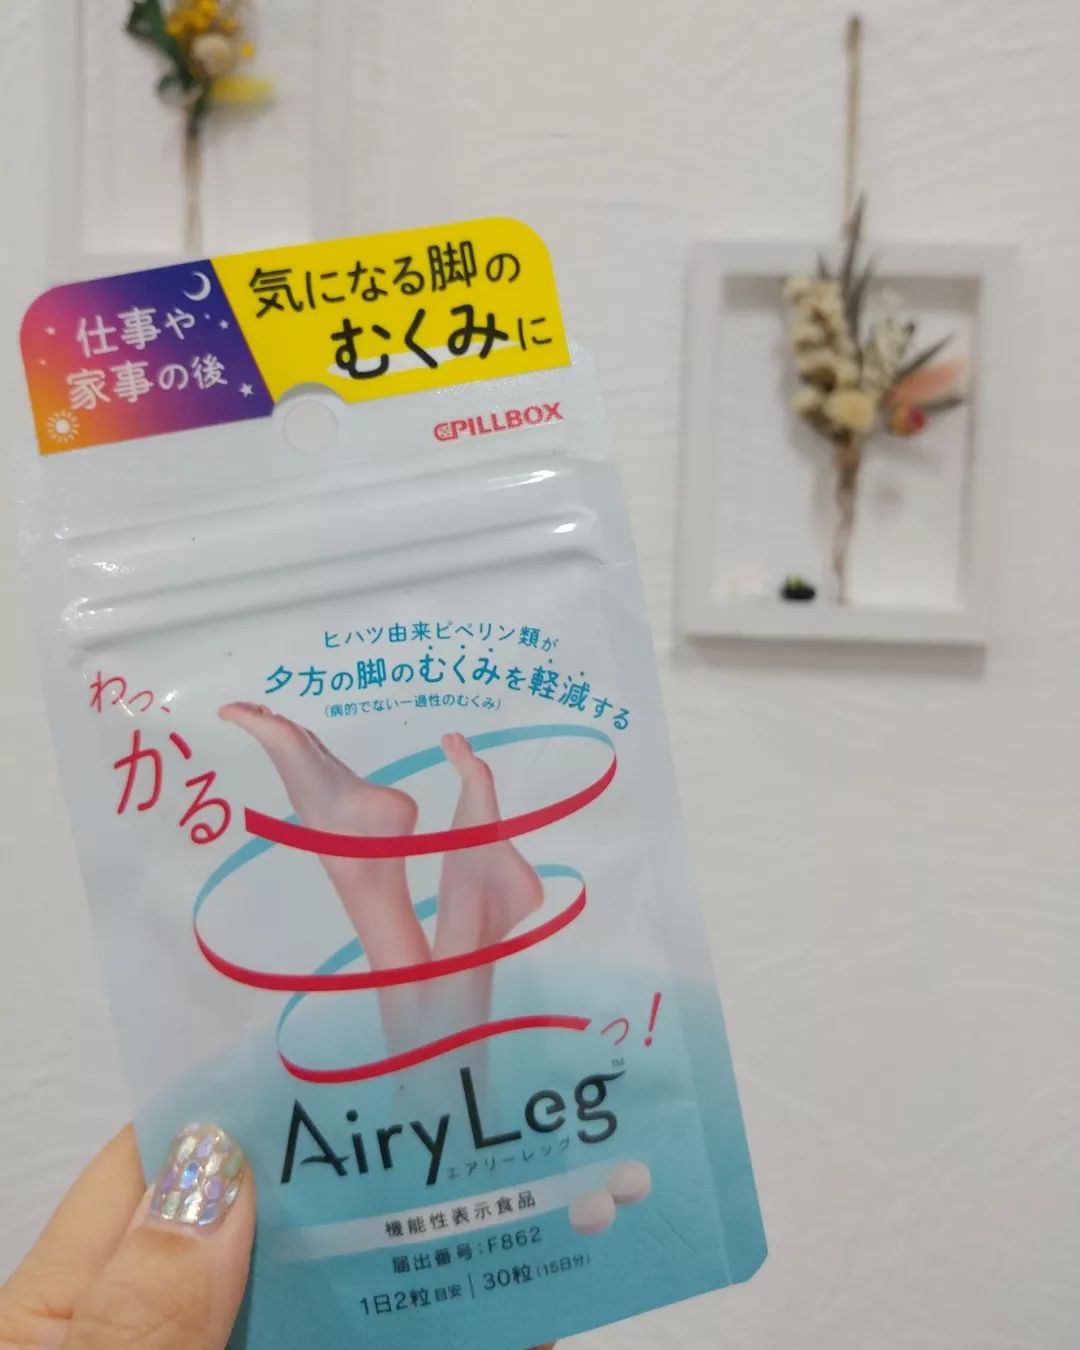 仕事や
家事の後
気になる脚の
むくみに
PILLBOX
ヒハツ由来ピペリン類が
夕方の脚のむくみを軽減する
(病的でない一過性のむくみ)
わっ、
かる
っ!
AiryLeg™
エアリーレッグ
機能性表示食品
届出番号:F862
1日2粒目安 | 30粒(15日分)